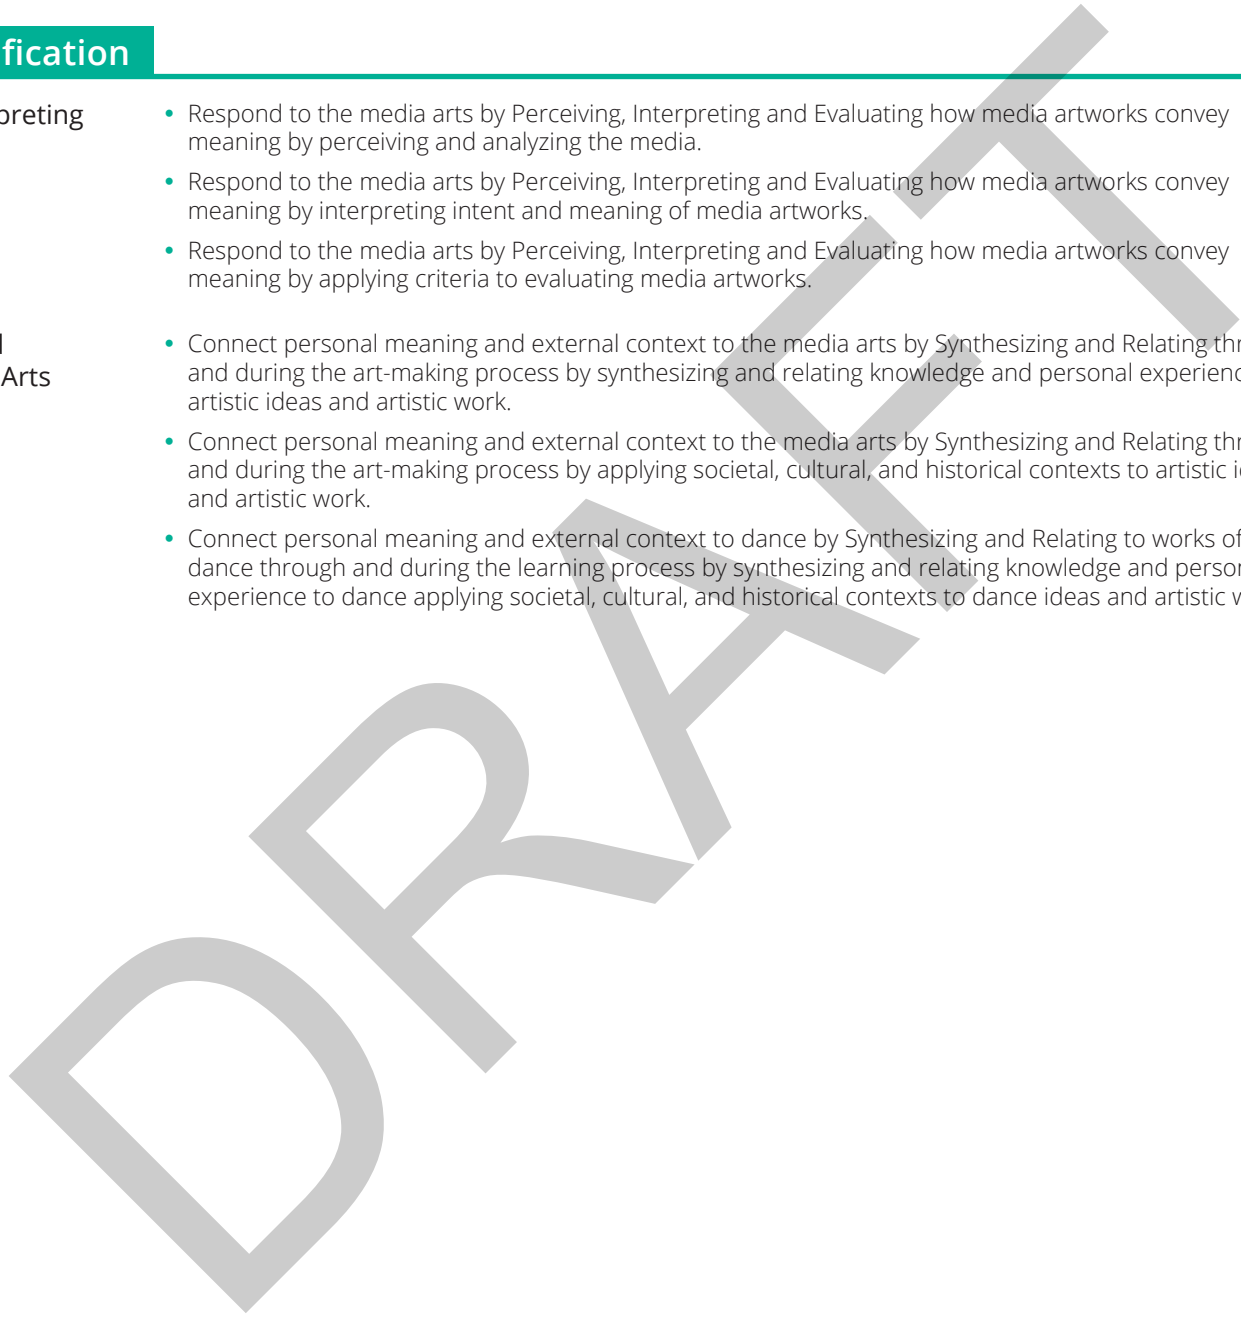 fication
preting
• Respond to the media arts by Perceiving, Interpreting and Evaluating how media artworks convey
meaning by perceiving and analyzing the media.
• Respond to the media arts by Perceiving, Interpreting and Evaluating how media artworks convey
meaning by interpreting intent and meaning of media artworks.
• Respond to the media arts by Perceiving, Interpreting and Evaluating how media artworks convey
meaning by applying criteria to evaluating media artworks.
Arts
• Connect personal meaning and external context to the media arts by Synthesizing and Relating thr
and during the art-making process by synthesizing and relating knowledge and personal experienc
artistic ideas and artistic work.
• Connect personal meaning and external context to the media arts by Synthesizing and Relating thr
and during the art-making process by applying societal, cultural, and historical contexts to artistic i
and artistic work.
• Connect personal meaning and external context to dance by Synthesizing and Relating to works of
dance through and during the learning process by synthesizing and relating knowledge and person
experience to dance applying societal, cultural, and historical contexts to dance ideas and artistic w
DRAFT